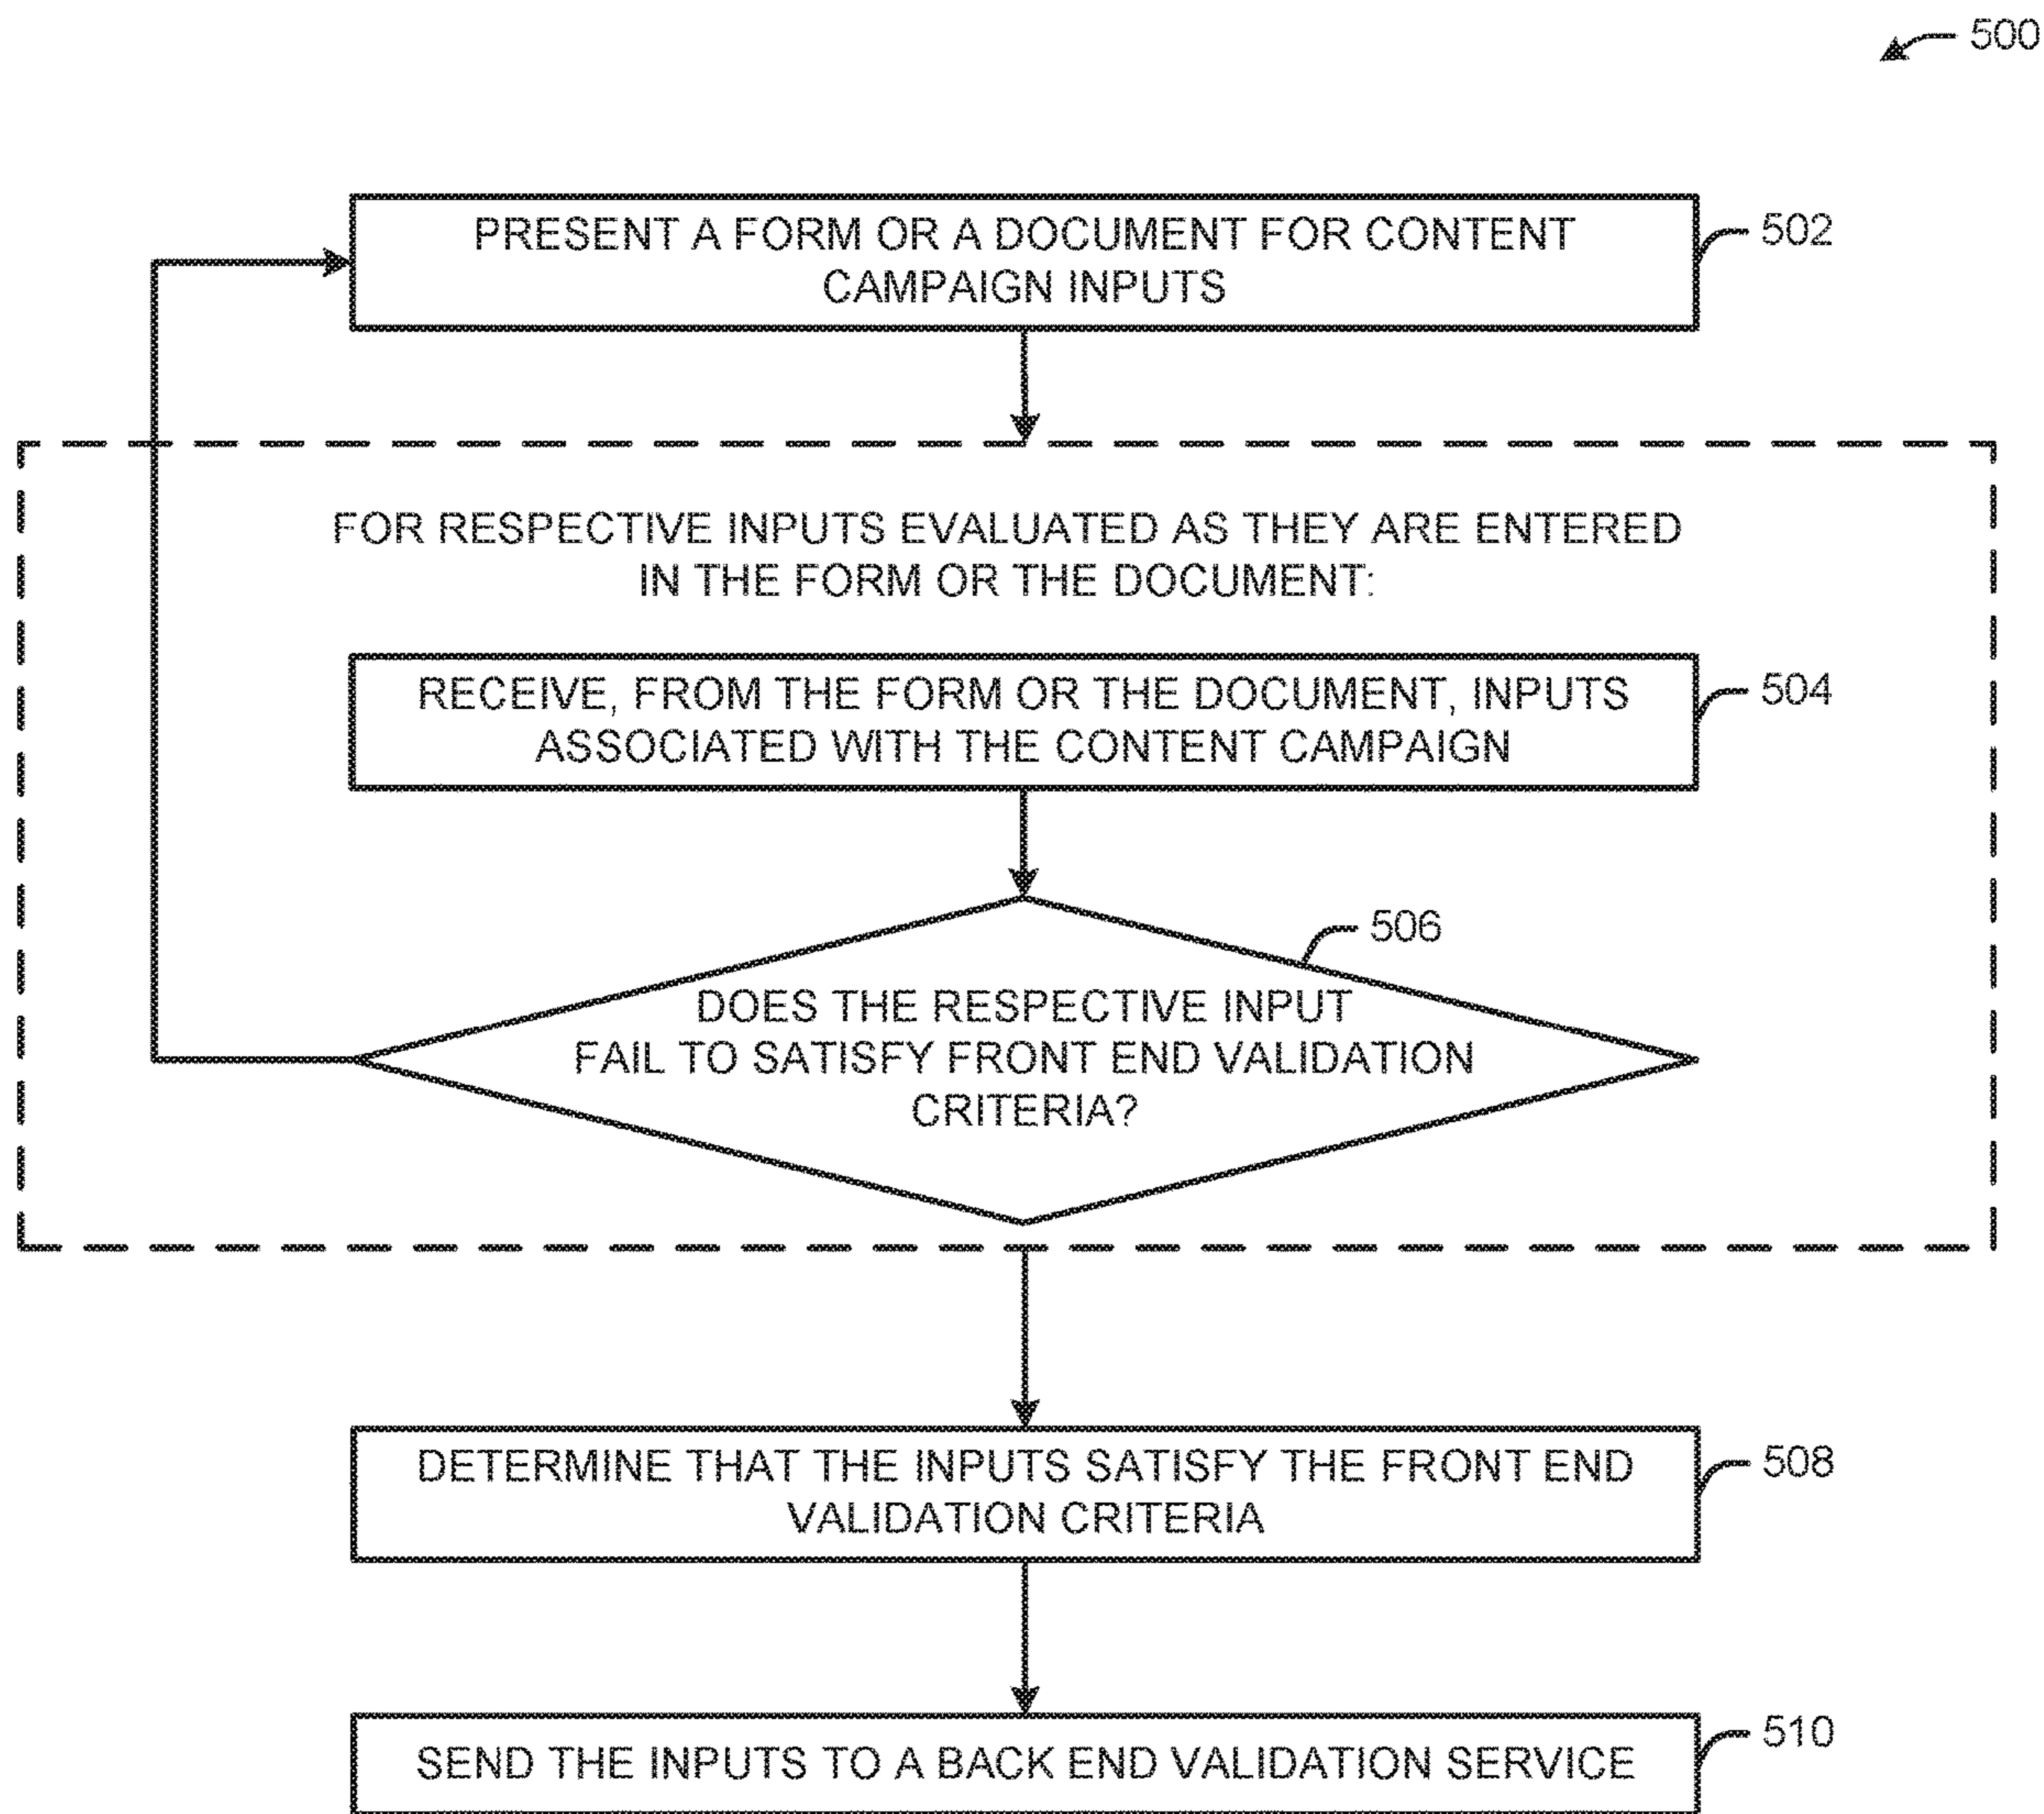 500
PRESENT A FORM OR A DOCUMENT FOR CONTENT
CAMPAIGN INPUTS
502
FOR RESPECTIVE INPUTS EVALUATED AS THEY ARE ENTERED
IN THE FORM OR THE DOCUMENT:
RECEIVE, FROM THE FORM OR THE DOCUMENT, INPUTS
ASSOCIATED WITH THE CONTENT CAMPAIGN
504
506
DOES THE RESPECTIVE INPUT
FAIL TO SATISFY FRONT END VALIDATION
CRITERIA?
DETERMINE THAT THE INPUTS SATISFY THE FRONT END
VALIDATION CRITERIA
508
SEND THE INPUTS TO A BACK END VALIDATION SERVICE
510